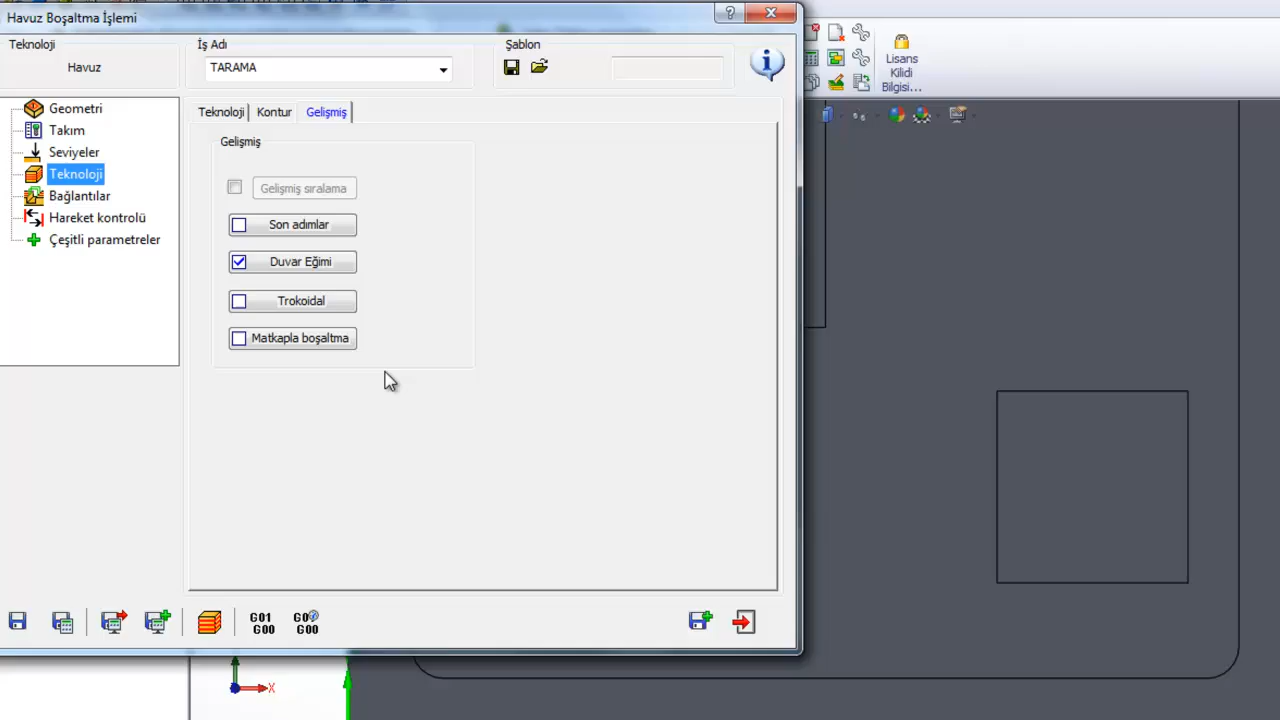 Havuz Boşaltma İşlemi
Teknoloji
Havuz
İş Adı
TARAMA
Şablon
Lisans
Kilidi
Bilgisi...
Geometri
Takım
Seviyeler
Teknoloji
Bağlantılar
Hareket kontrolü
Çeşitli parametreler
Teknoloji
Kontur
Gelişmiş
Gelişmiş
Gelişmiş sıralama
Son adımlar
Duvar Eğimi
Trokoidal
Matkapla boşaltma
G01
G00
G0
G00
X